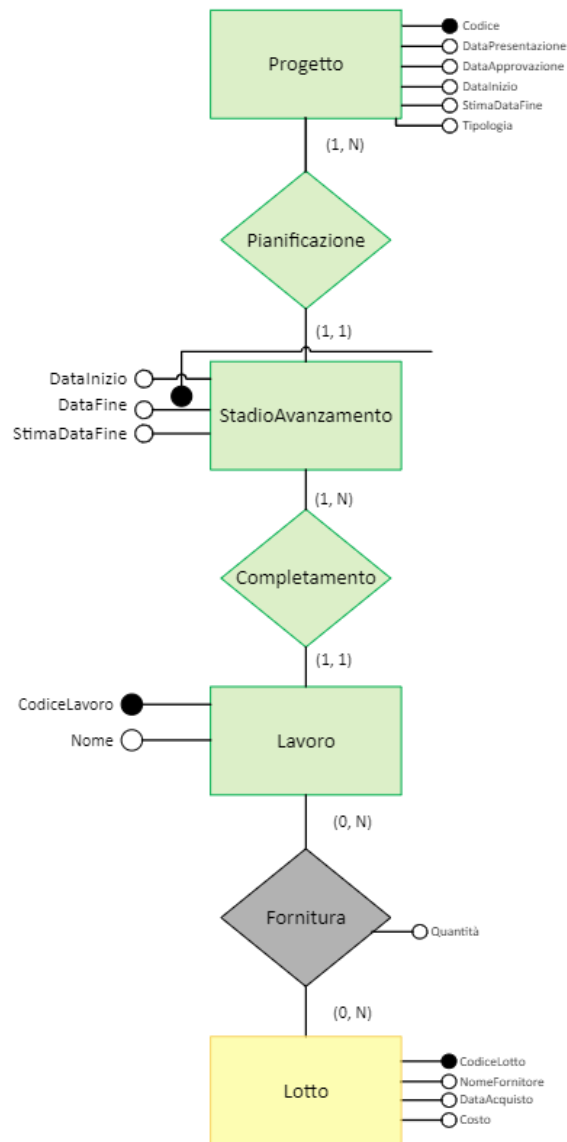 Progetto
Codice
DataPresentazione
DataApprovazione
DataInizio
StimaDataFine
Tipologia
(1, N)
Pianificazione
(1, 1)
DataInizio
DataFine
StimaDataFine
StadioAvanzamento
(1, N)
Completamento
(1, 1)
CodiceLavoro
Nome
Lavoro
(0, N)
Fornitura
Quantità
(0, N)
Lotto
CodiceLotto
NomeFornitore
DataAcquisto
Costo